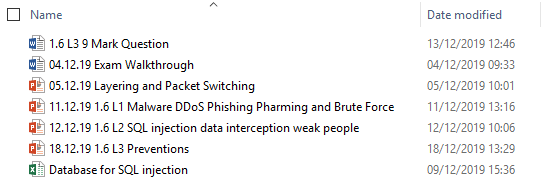 Name Date modified
1.6 L3 9 Mark Question 13/12/2019 12:46
04.12.19 Exam Walkthrough 04/12/2019 09:33
05.12.19 Layering and Packet Switching 05/12/2019 10:01
11.12.19 1.6 L1 Malware DDoS Phishing Pharming and Brute Force 11/12/2019 13:16
12.12.19 1.6 L2 SQL injection data interception weak people 12/12/2019 10:06
18.12.19 1.6 L3 Preventions 18/12/2019 13:29
Database for SQL injection 09/12/2019 15:36